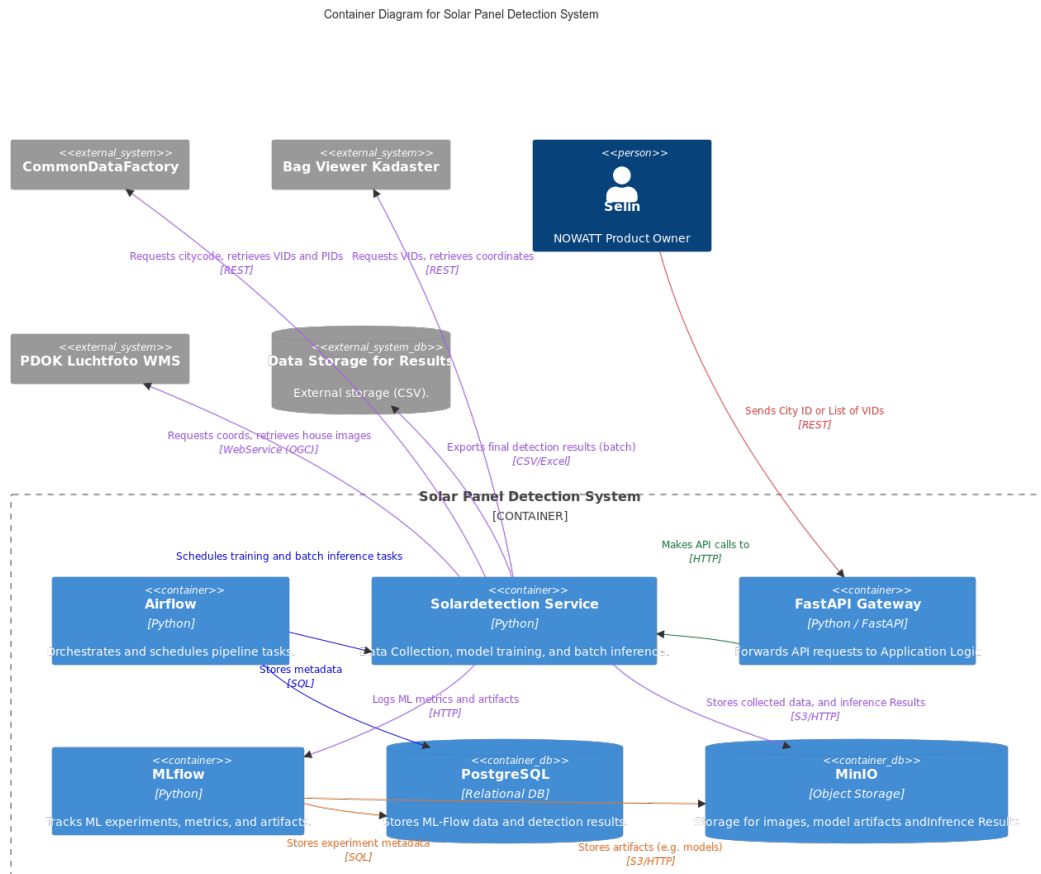 Container Diagram for Solar Panel Detection System
<<external_system>>
CommonDataFactory
<<external_system>>
Bag Viewer Kadaster
<<person>>
Selin
NOWATT Product Owner
Requests citycode, retrieves VIDs and PIDs
[REST]
Requests VIDs, retrieves coordinates
[REST]
<<external_system>>
PDOK Luchtfoto WMS
<<external_system_db>>
Data Storage for Results
External storage (CSV).
Sends City ID or List of VIDs
[REST]
Requests coords, retrieves house images
[WebService (OGC)]
Exports final detection results (batch)
[CSV/Excel]
Solar Panel Detection System
[CONTAINER]
Schedules training and batch inference tasks
Makes API calls to
[HTTP]
<<container>>
Airflow
[Python]
Orchestrates and schedules pipeline tasks.
<<container>>
Solardetection Service
[Python]
Data Collection, model training, and batch inference.
<<container>>
FastAPI Gateway
[Python / FastAPI]
Forwards API requests to Application Logic
Stores metadata
[SQL]
Logs ML metrics and artifacts
[HTTP]
Stores collected data, and inference Results
[S3/HTTP]
<<container>>
MLflow
[Python]
Tracks ML experiments, metrics, and artifacts.
<<container_db>>
PostgreSQL
[Relational DB]
Stores ML-Flow data and detection results.
<<container_db>>
MinIO
[Object Storage]
Storage for images, model artifacts andInfrence Results
Stores experiment metadata
[SQL]
Stores artifacts (e.g. models)
[S3/HTTP]